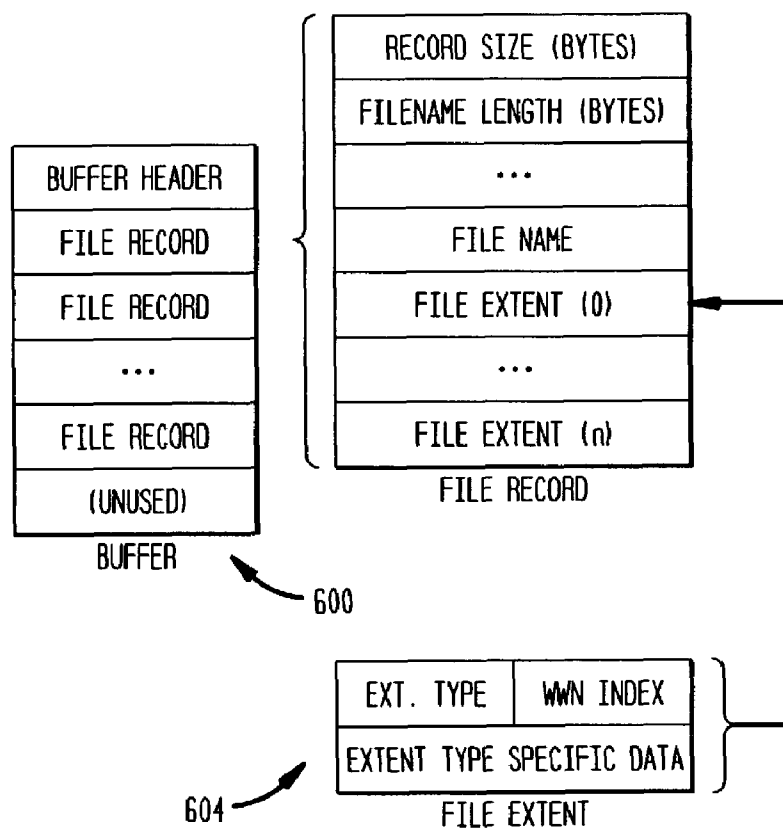 BUFFER HEADER
FILE RECORD
FILE RECORD
...
FILE RECORD
(UNUSED)
BUFFER
600
RECORD SIZE (BYTES)
FILENAME LENGTH (BYTES)
...
FILE NAME
FILE EXTENT (0)
...
FILE EXTENT (n)
FILE RECORD
EXT. TYPE WWN INDEX
EXTENT TYPE SPECIFIC DATA
FILE EXTENT
604